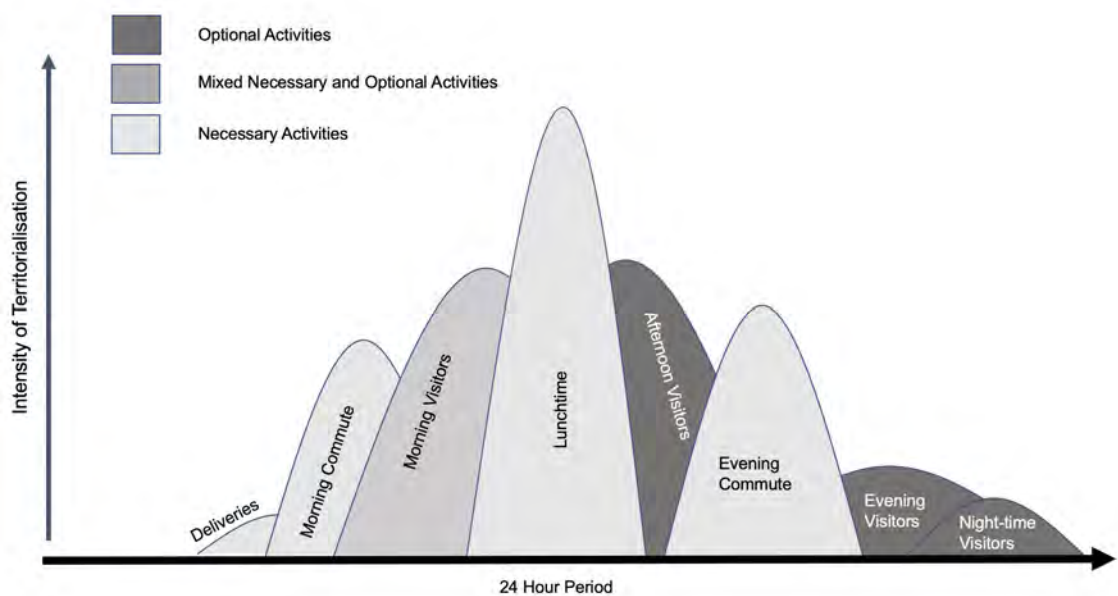 Optional Activities
Mixed Necessary and Optional Activities
Necessary Activities
Intensity of Territorialisation
Deliveries
Morning Commute
Morning Visitors
Lunchtime
Afternoon Visitors
Evening
Commute
Evening
Visitors
Night-time
Visitors
24 Hour Period